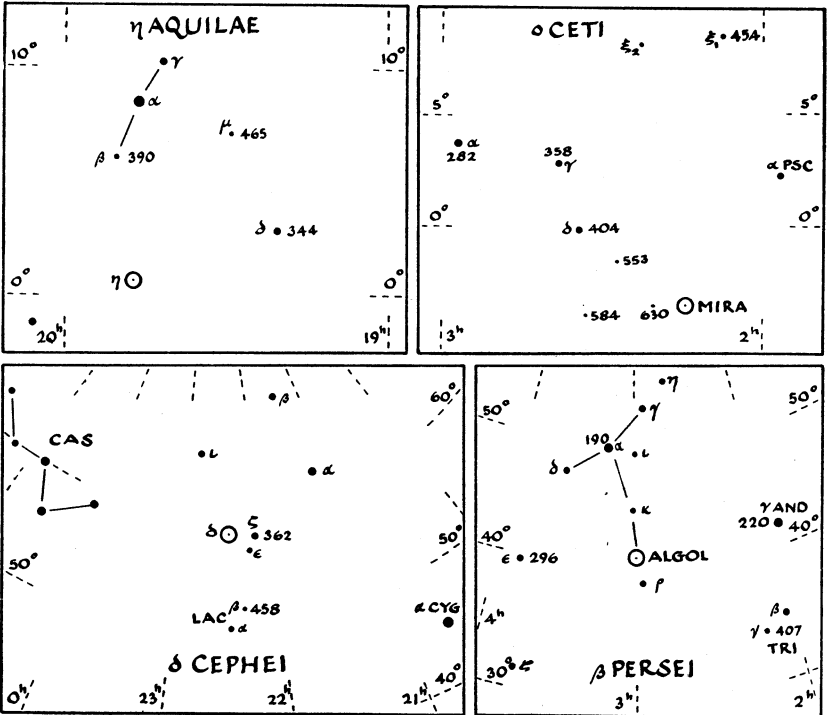 η AQUILAE
10° 10°
γ
α
μ 465
β 390
δ 344
η
0° 0°
20ʰ 19ʰ
ο CETI
ξ₂ ξ₁ 454
5° 5°
α
282
358
γ
α PSC
0° 0°
δ 404
553
584 630 MIRA
3ʰ 2ʰ
β 60°
CAS
ι
α
δ ζ 362
ε
50° 50°
LAC β 458
α
α CYG
δ CEPHEI
40°
0ʰ 23ʰ 22ʰ 21ʰ
η
50° γ 50°
190 α
ι
δ
κ γ AND
220 40°
40°
ε 296 ALGOL
ρ
4ʰ β
γ 407
TRI
30° ζ β PERSEI
3ʰ 2ʰ